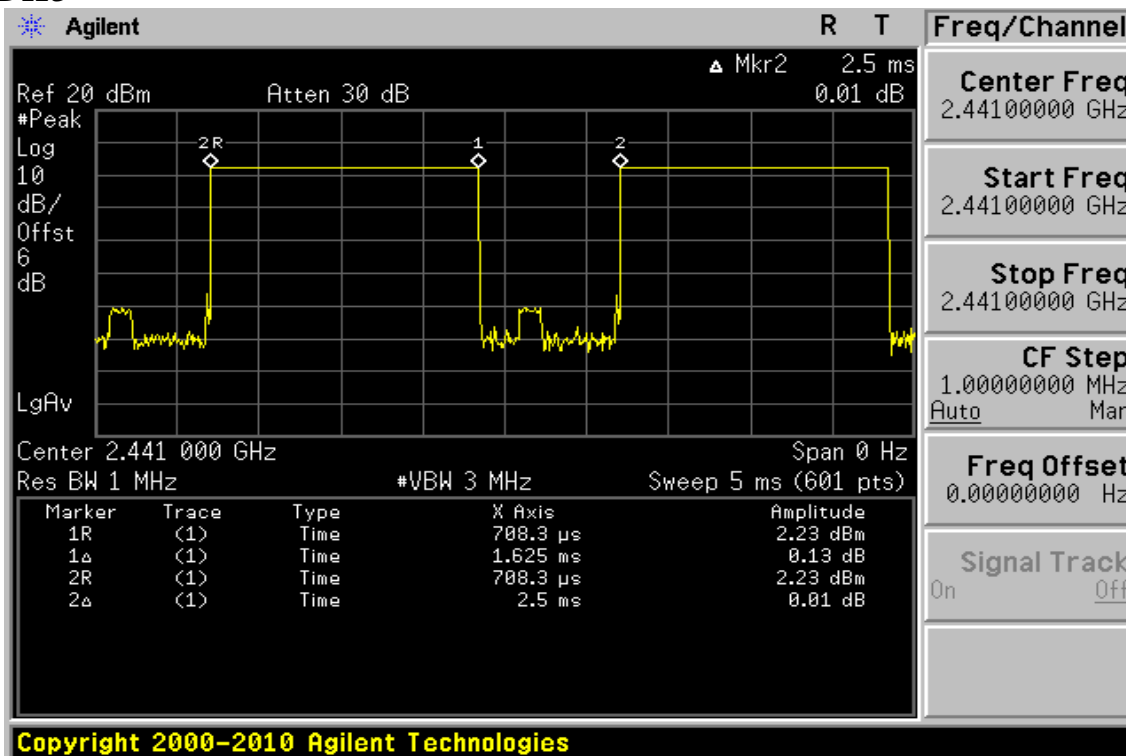 Agilent R T
Freq/Channel
Δ Mkr2 2.5 ms
Ref 20 dBm Atten 30 dB 0.01 dB
#Peak
Log
10
dB/
Offst
6
dB
LgAv
2R 1 2
Center 2.441 000 GHz Span 0 Hz
Res BW 1 MHz #VBW 3 MHz Sweep 5 ms (601 pts)
Marker Trace Type X Axis Amplitude
1R (1) Time 708.3 µs 2.23 dBm
1Δ (1) Time 1.625 ms 0.13 dB
2R (1) Time 708.3 µs 2.23 dBm
2Δ (1) Time 2.5 ms 0.01 dB
Center Freq
2.44100000 GHz
Start Freq
2.44100000 GHz
Stop Freq
2.44100000 GHz
CF Step
1.00000000 MHz
Auto Man
Freq Offset
0.00000000 Hz
Signal Track
On Off
Copyright 2000-2010 Agilent Technologies